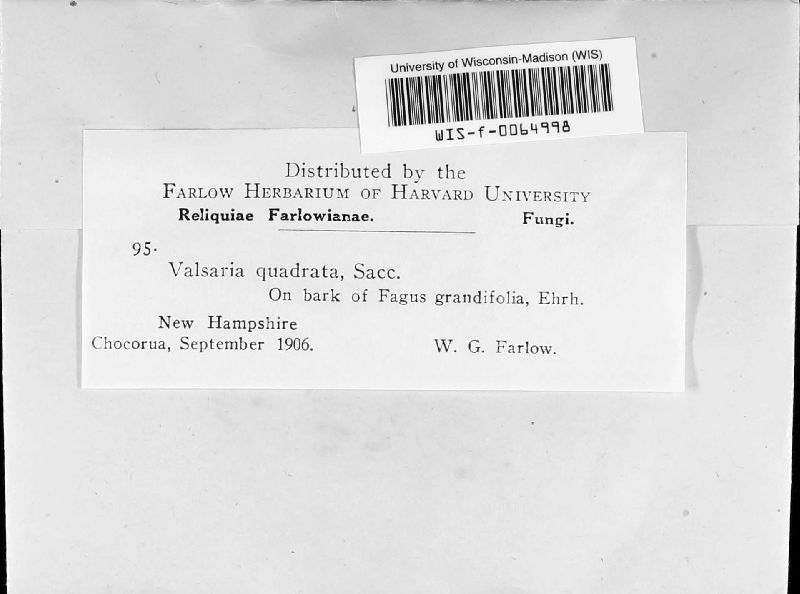 University of Wisconsin-Madison (WIS)
WIS-f-0064998
Distributed by the
FARLOW HERBARIUM OF HARVARD UNIVERSITY
Reliquiae Farlowianae. Fungi.
95.
Valsaria quadrata, Sacc.
On bark of Fagus grandifolia, Ehrh.
New Hampshire
Chocorua, September 1906. W. G. Farlow.